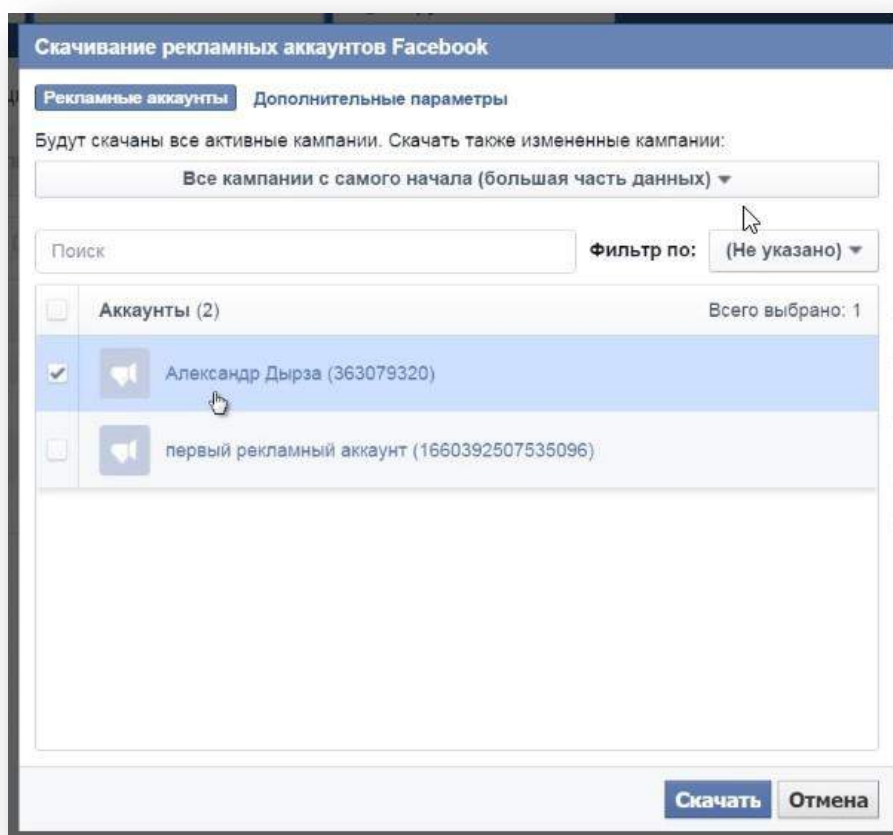 Скачивание рекламных аккаунтов Facebook
Рекламные аккаунты Дополнительные параметры
Будут скачаны все активные кампании. Скачать также измененные кампании:
Все кампании с самого начала (большая часть данных)
Поиск Фильтр по: (Не указано)
Аккаунты (2) Всего выбрано: 1
Александр Дырза (363079320)
первый рекламный аккаунт (1660392507535096)
Скачать Отмена